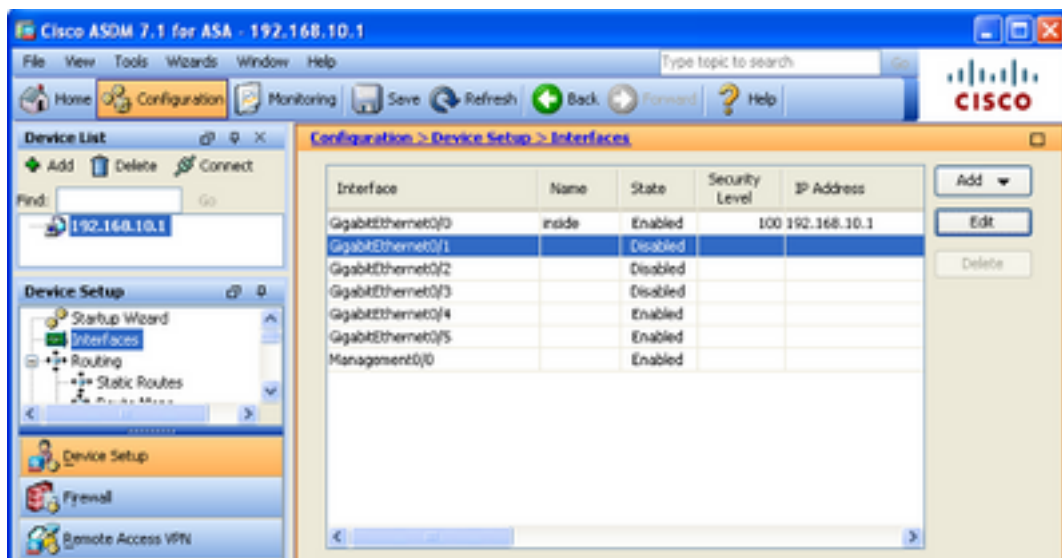 Cisco ASDM 7.1 for ASA - 192.168.10.1
File View Tools Wizards Window Help
Type topic to search
Go
Home Configuration Monitoring Save Refresh Back Forward Help
CISCO
Device List
Add Delete Connect
Find:
Go
192.168.10.1
Device Setup
Startup Wizard
Interfaces
Routing
Static Routes
Device Setup
Firewall
Remote Access VPN
Configuration > Device Setup > Interfaces
Interface Name State Security Level IP Address
GigabitEthernet0/0 inside Enabled 100 192.168.10.1
GigabitEthernet0/1 Disabled
GigabitEthernet0/2 Disabled
GigabitEthernet0/3 Disabled
GigabitEthernet0/4 Enabled
GigabitEthernet0/5 Enabled
Management0/0 Enabled
Add
Edit
Delete